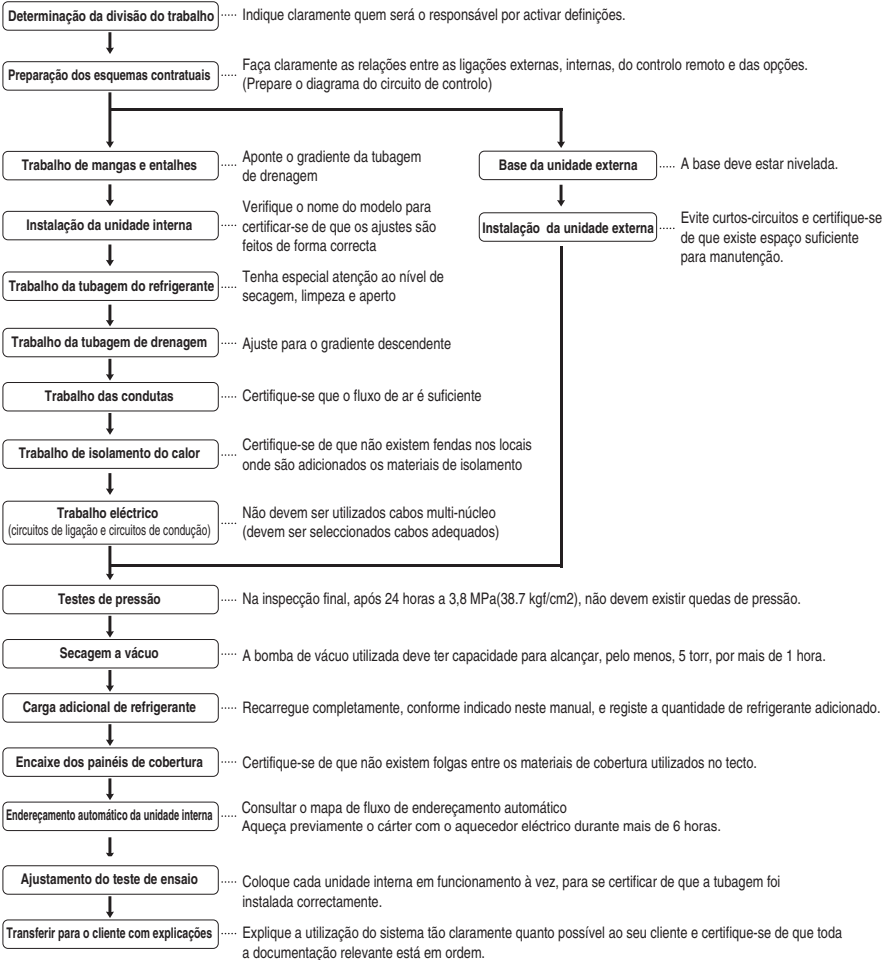 Determinação da divisão do trabalho ..... Indique claramente quem será o responsável por activar definições.
Preparação dos esquemas contratuais ..... Faça claramente as relações entre as ligações externas, internas, do controlo remoto e das opções.
(Prepare o diagrama do circuito de controlo)
Trabalho de mangas e entalhes ..... Aponte o gradiente da tubagem
de drenagem
Base da unidade externa ..... A base deve estar nivelada.
Instalação da unidade interna ..... Verifique o nome do modelo para
certificar-se de que os ajustes são
feitos de forma correcta
Instalação da unidade externa ..... Evite curtos-circuitos e certifique-se
de que existe espaço suficiente
para manutenção.
Trabalho da tubagem do refrigerante ..... Tenha especial atenção ao nível de
secagem, limpeza e aperto
Trabalho da tubagem de drenagem ..... Ajuste para o gradiente descendente
Trabalho das condutas ..... Certifique-se que o fluxo de ar é suficiente
Trabalho de isolamento do calor ..... Certifique-se de que não existem fendas nos locais
onde são adicionados os materiais de isolamento
Trabalho eléctrico
(circuitos de ligação e circuitos de condução) ..... Não devem ser utilizados cabos multi-núcleo
(devem ser seleccionados cabos adequados)
Testes de pressão ..... Na inspecção final, após 24 horas a 3,8 MPa(38.7 kgf/cm2), não devem existir quedas de pressão.
Secagem a vácuo ..... A bomba de vácuo utilizada deve ter capacidade para alcançar, pelo menos, 5 torr, por mais de 1 hora.
Carga adicional de refrigerante ..... Recarregue completamente, conforme indicado neste manual, e registe a quantidade de refrigerante adicionado.
Encaixe dos painéis de cobertura ..... Certifique-se de que não existem folgas entre os materiais de cobertura utilizados no tecto.
Endereçamento automático da unidade interna ..... Consultar o mapa de fluxo de endereçamento automático
Aqueça previamente o cárter com o aquecedor eléctrico durante mais de 6 horas.
Ajustamento do teste de ensaio ..... Coloque cada unidade interna em funcionamento à vez, para se certificar de que a tubagem foi
instalada correctamente.
Transferir para o cliente com explicações ..... Explique a utilização do sistema tão claramente quanto possível ao seu cliente e certifique-se de que toda
a documentação relevante está em ordem.